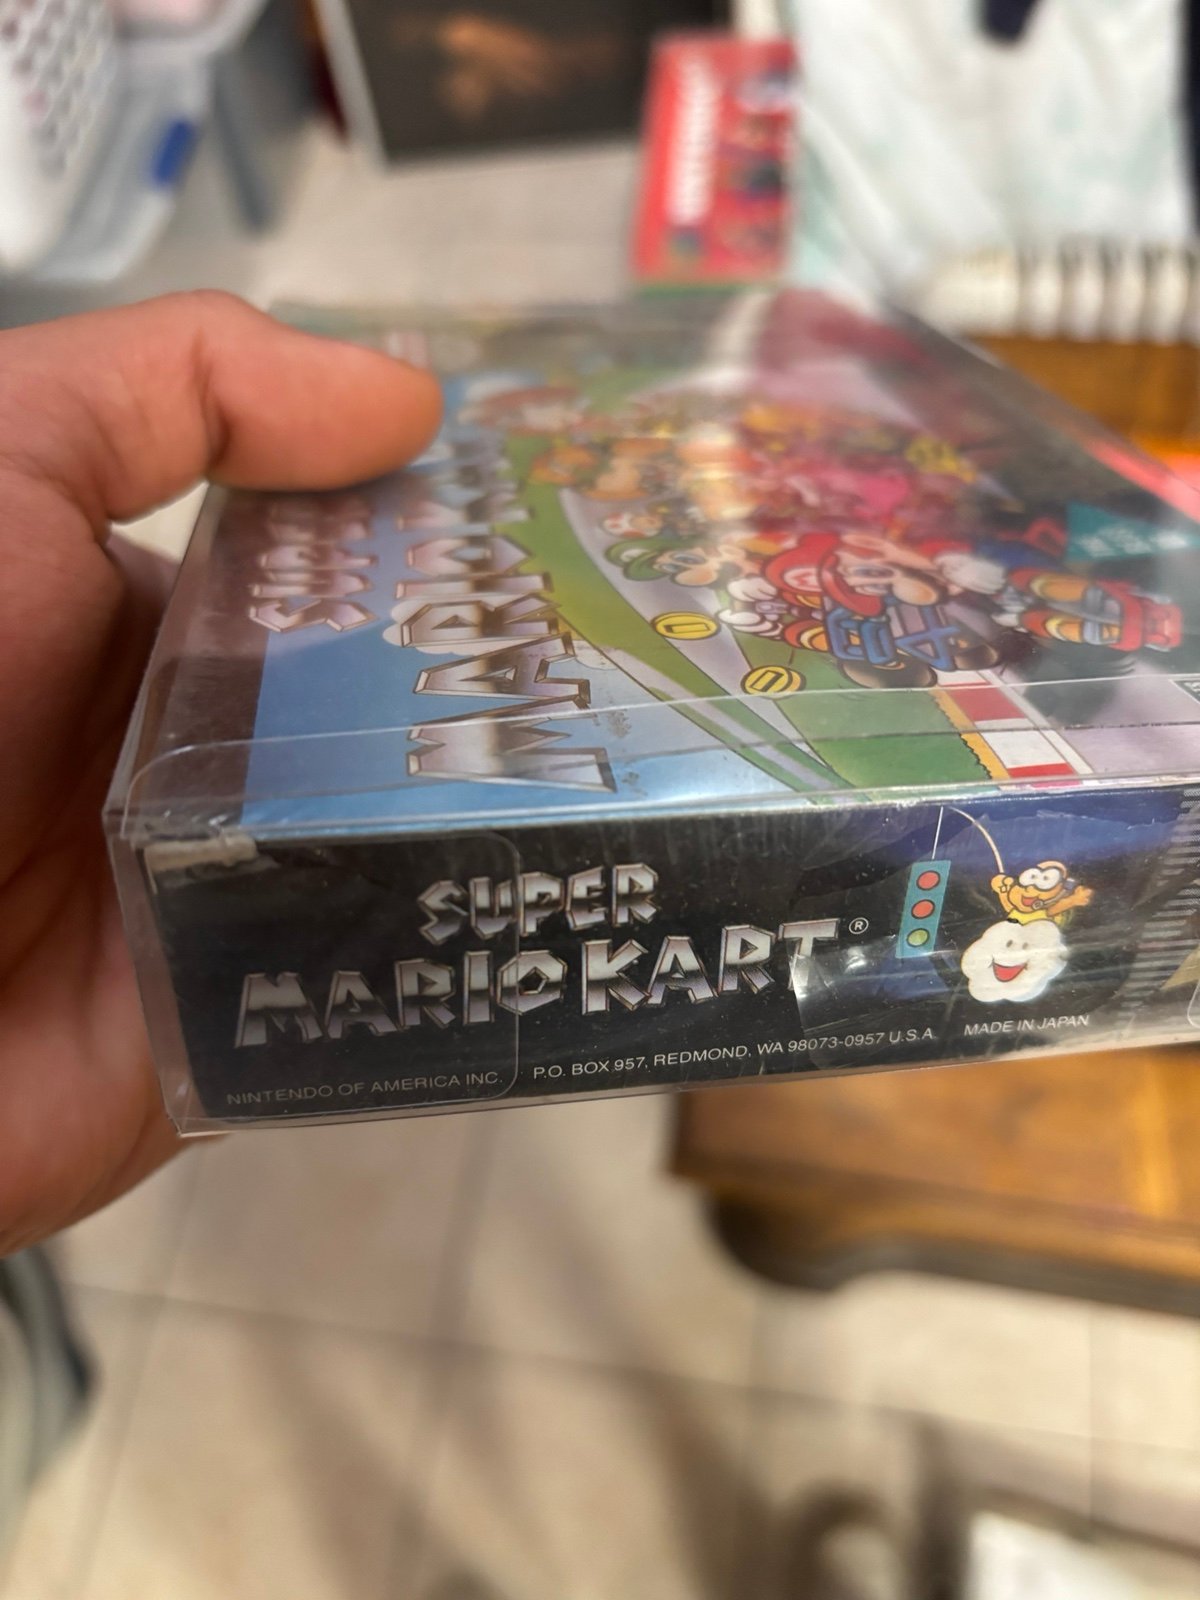 SUPER
MARIO KART
SUPER
MARIO KART®
NINTENDO OF AMERICA INC. P.O. BOX 957, REDMOND, WA 98073-0957 U.S.A. MADE IN JAPAN